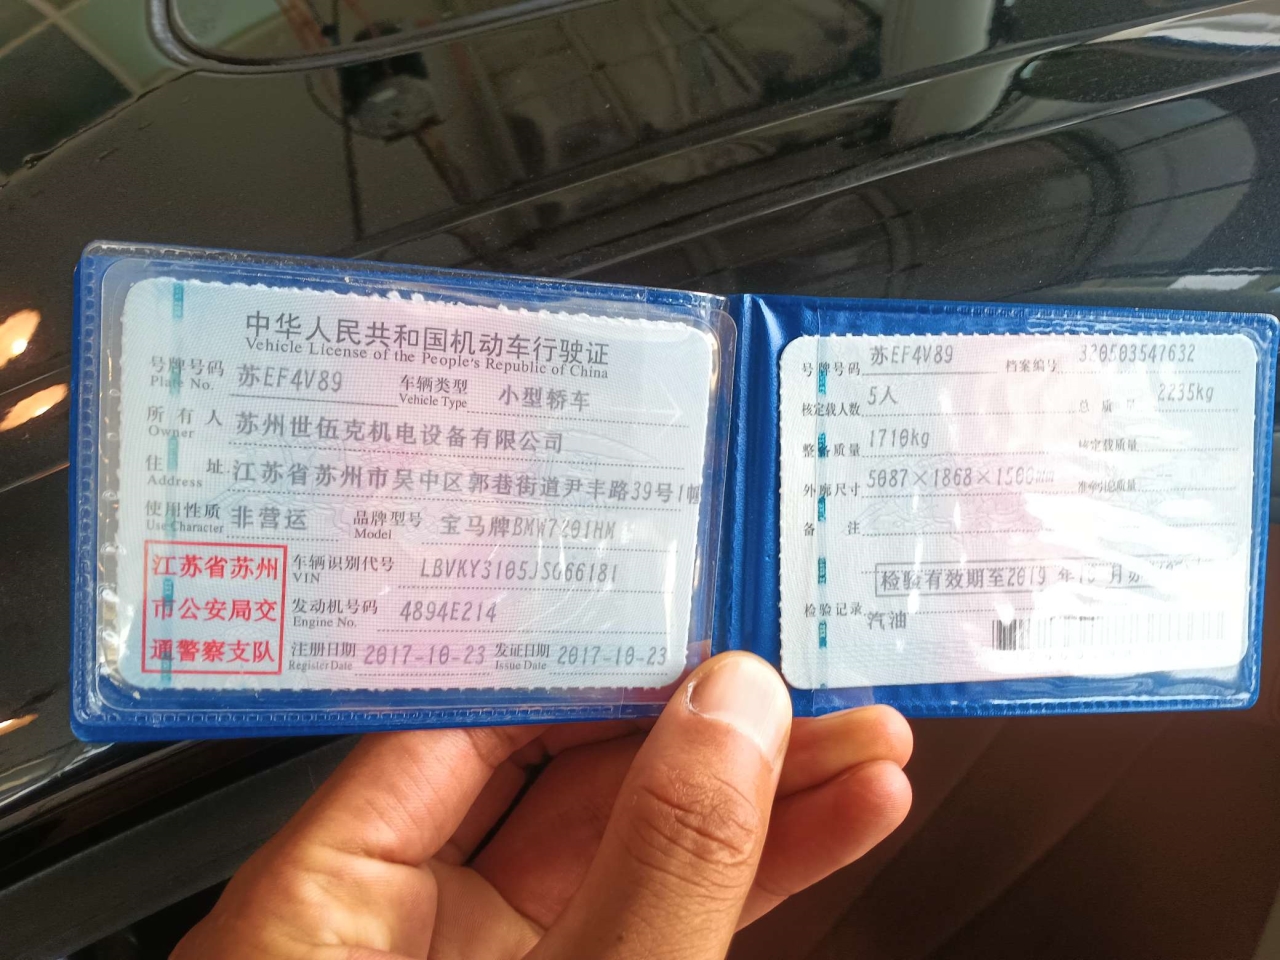 中华人民共和国机动车行驶证
Vehicle License of the People's Republic of China
号牌号码 苏EF4V89 车辆类型 小型轿车
Plate No. Vehicle Type
所有人 苏州世伍克机电设备有限公司
Owner
住址 江苏省苏州市吴中区郭巷街道尹丰路39号1幢
Address
使用性质 非营运 品牌型号 宝马牌BMW7201HM
Use Character Model
江苏省苏州
市公安局交
通警察支队
车辆识别代号 LBVKY3105JSG66181
VIN
发动机号码 4894E214
Engine No.
注册日期 2017-10-23 发证日期 2017-10-23
Register Date Issue Date
号牌号码 苏EF4V89 档案编号 320503547632
核定载人数 5人 总质量 2235kg
整备质量 1710kg 核定载质量
外廓尺寸 5087×1868×1500mm 准牵引总质量
备注
检验有效期至2019年10月苏
检验记录
汽油